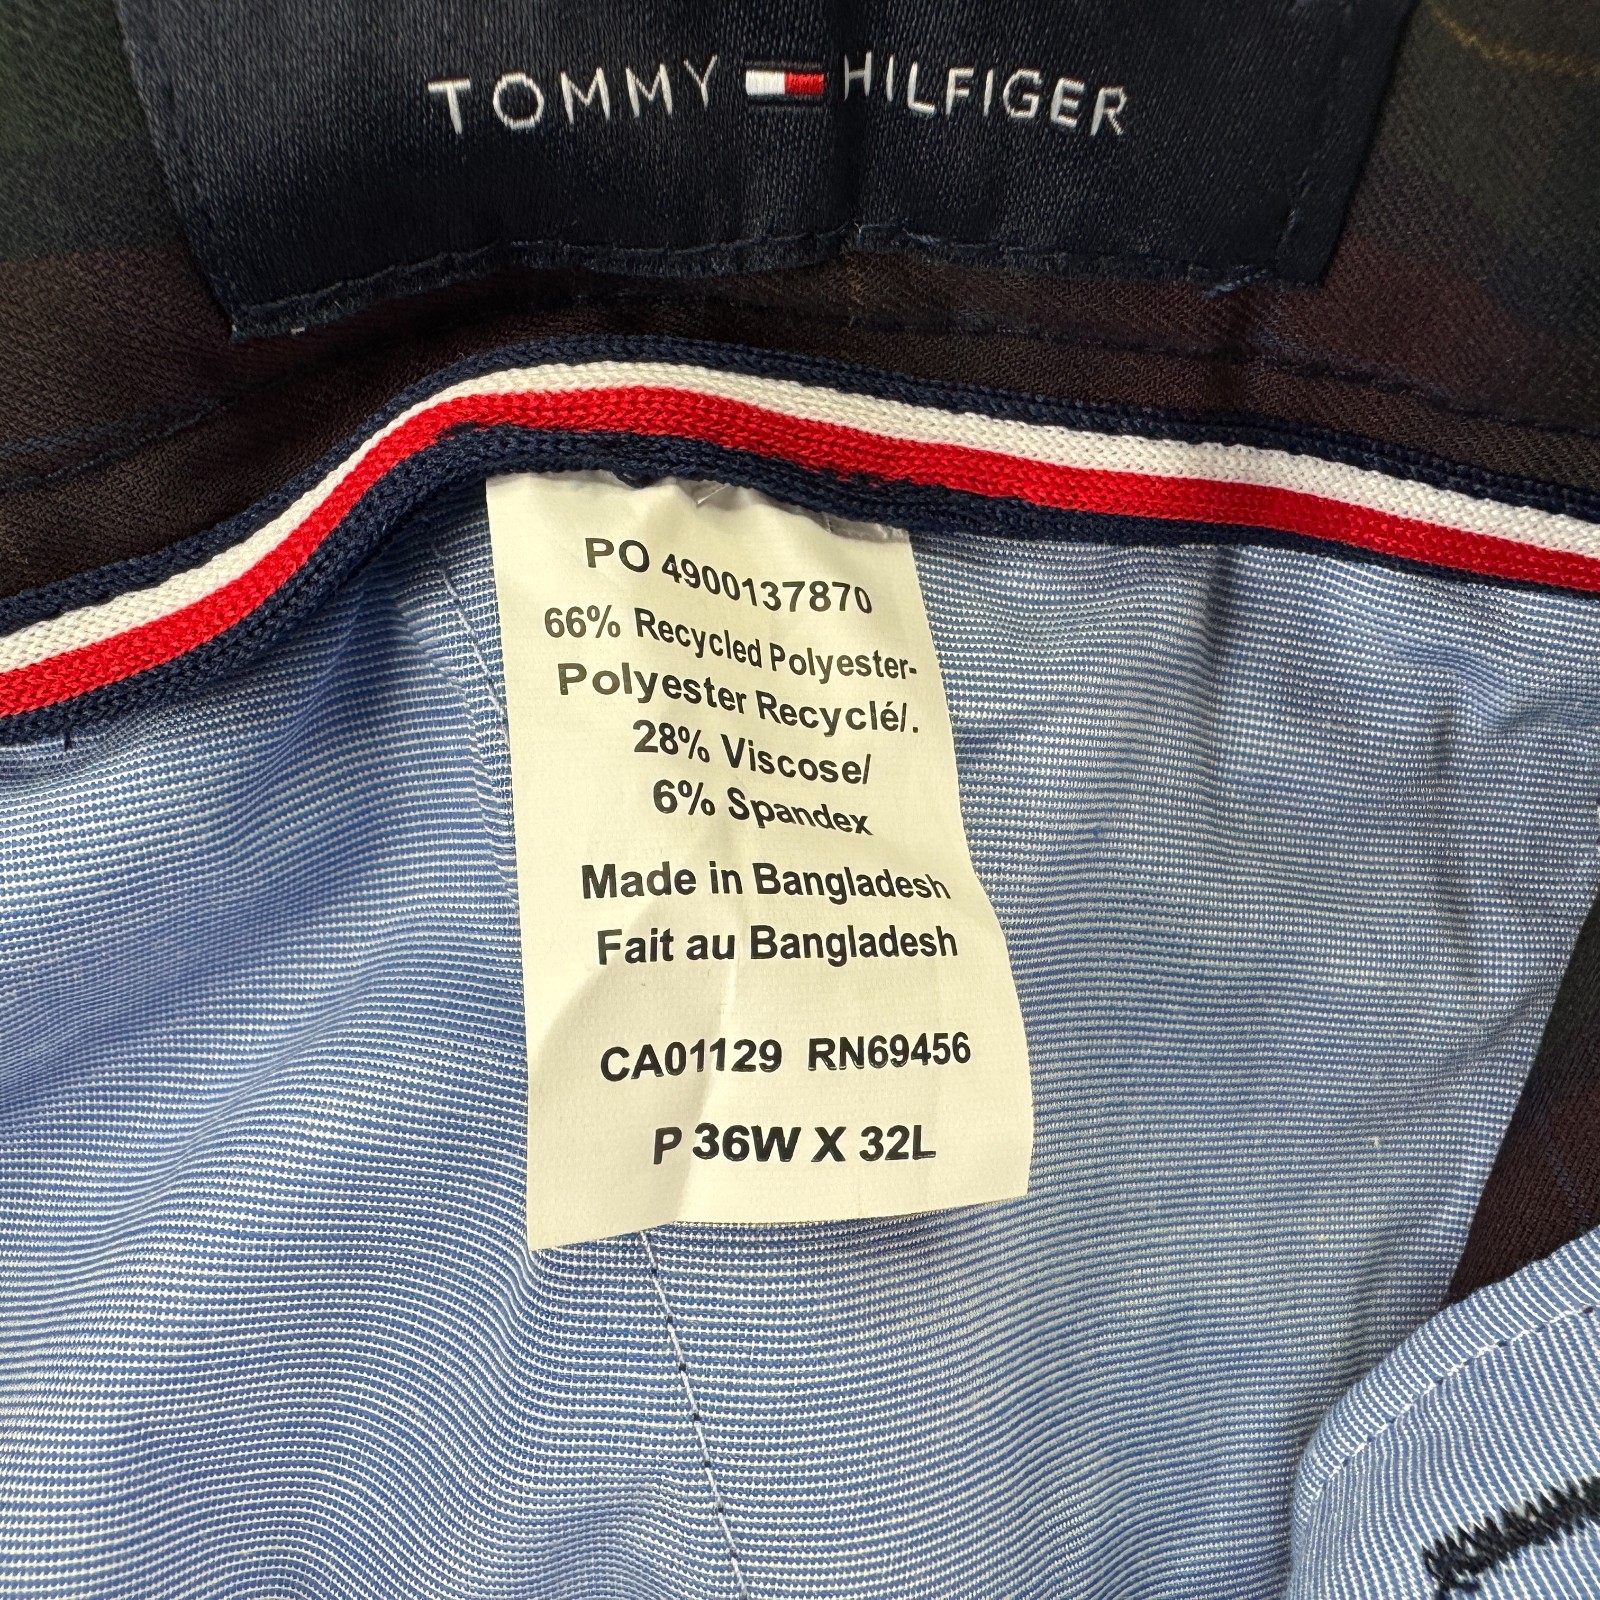 TOMMY HILFIGER
PO 4900137870
66% Recycled Polyester-
Polyester Recyclé/.
28% Viscose/
6% Spandex
Made in Bangladesh
Fait au Bangladesh
CA01129 RN69456
P 36W X 32L